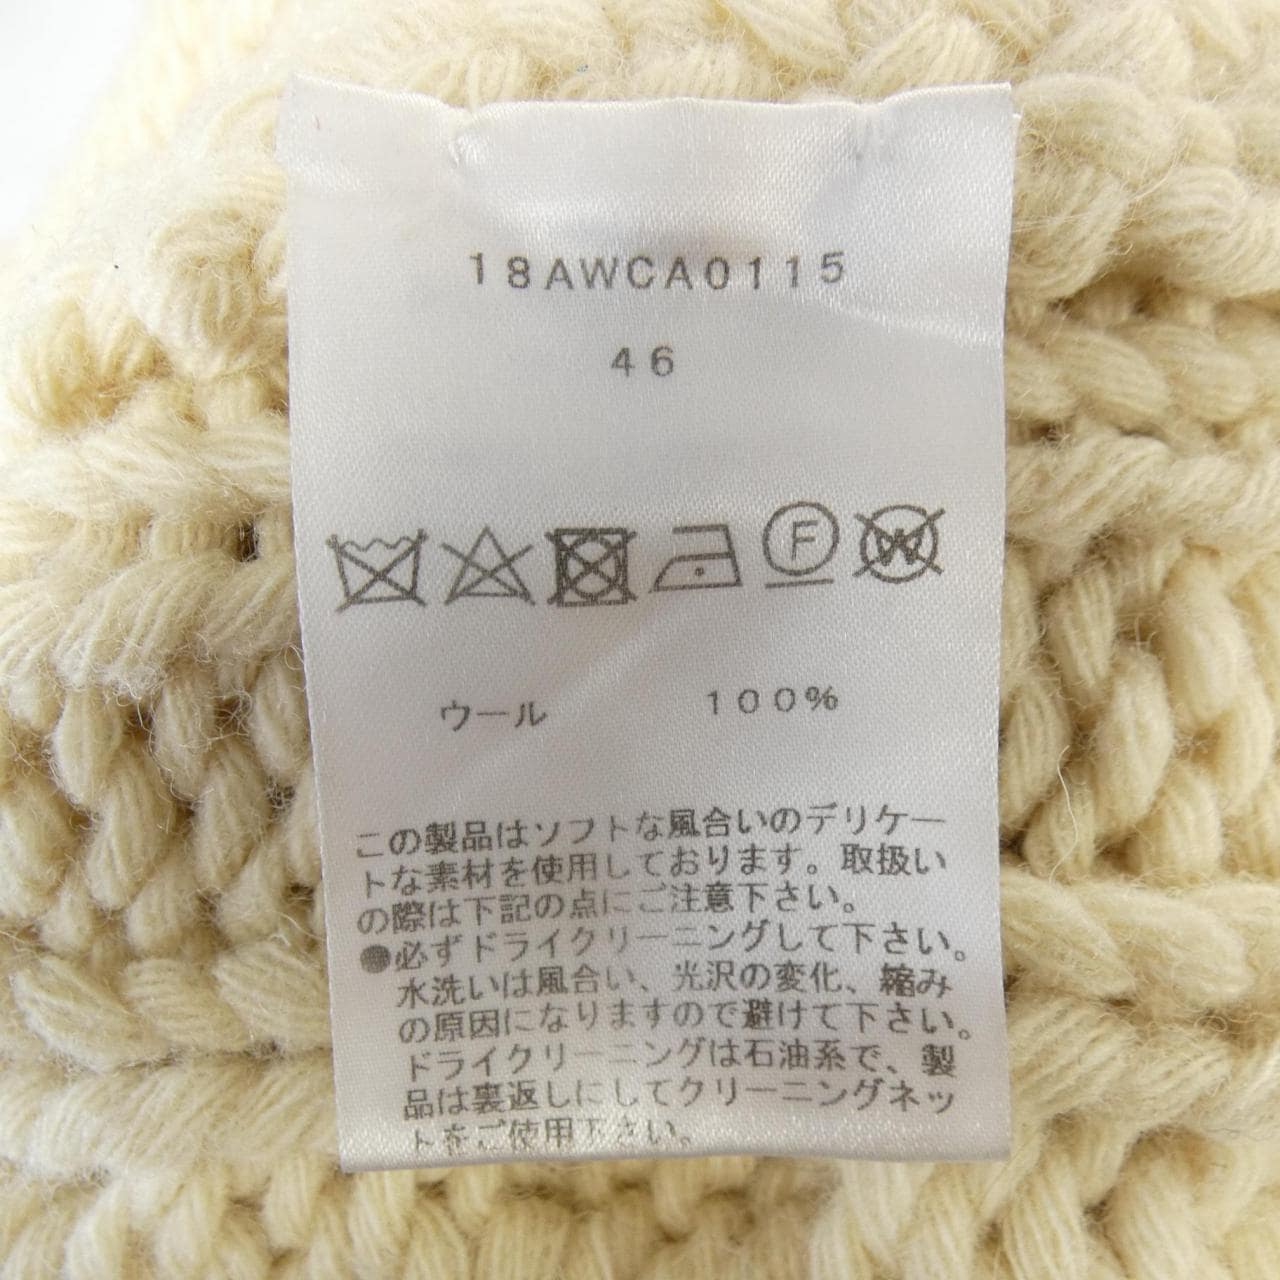 18AWCA0115
46
F W
ウール 100%
この製品はソフトな風合いのデリケー
トな素材を使用しております。取扱い
の際は下記の点にご注意下さい。
●必ずドライクリーニングして下さい。
水洗いは風合い、光沢の変化、縮み
の原因になりますので避けて下さい。
ドライクリーニングは石油系で、製
品は裏返しにしてクリーニングネッ
トをご使用下さい。